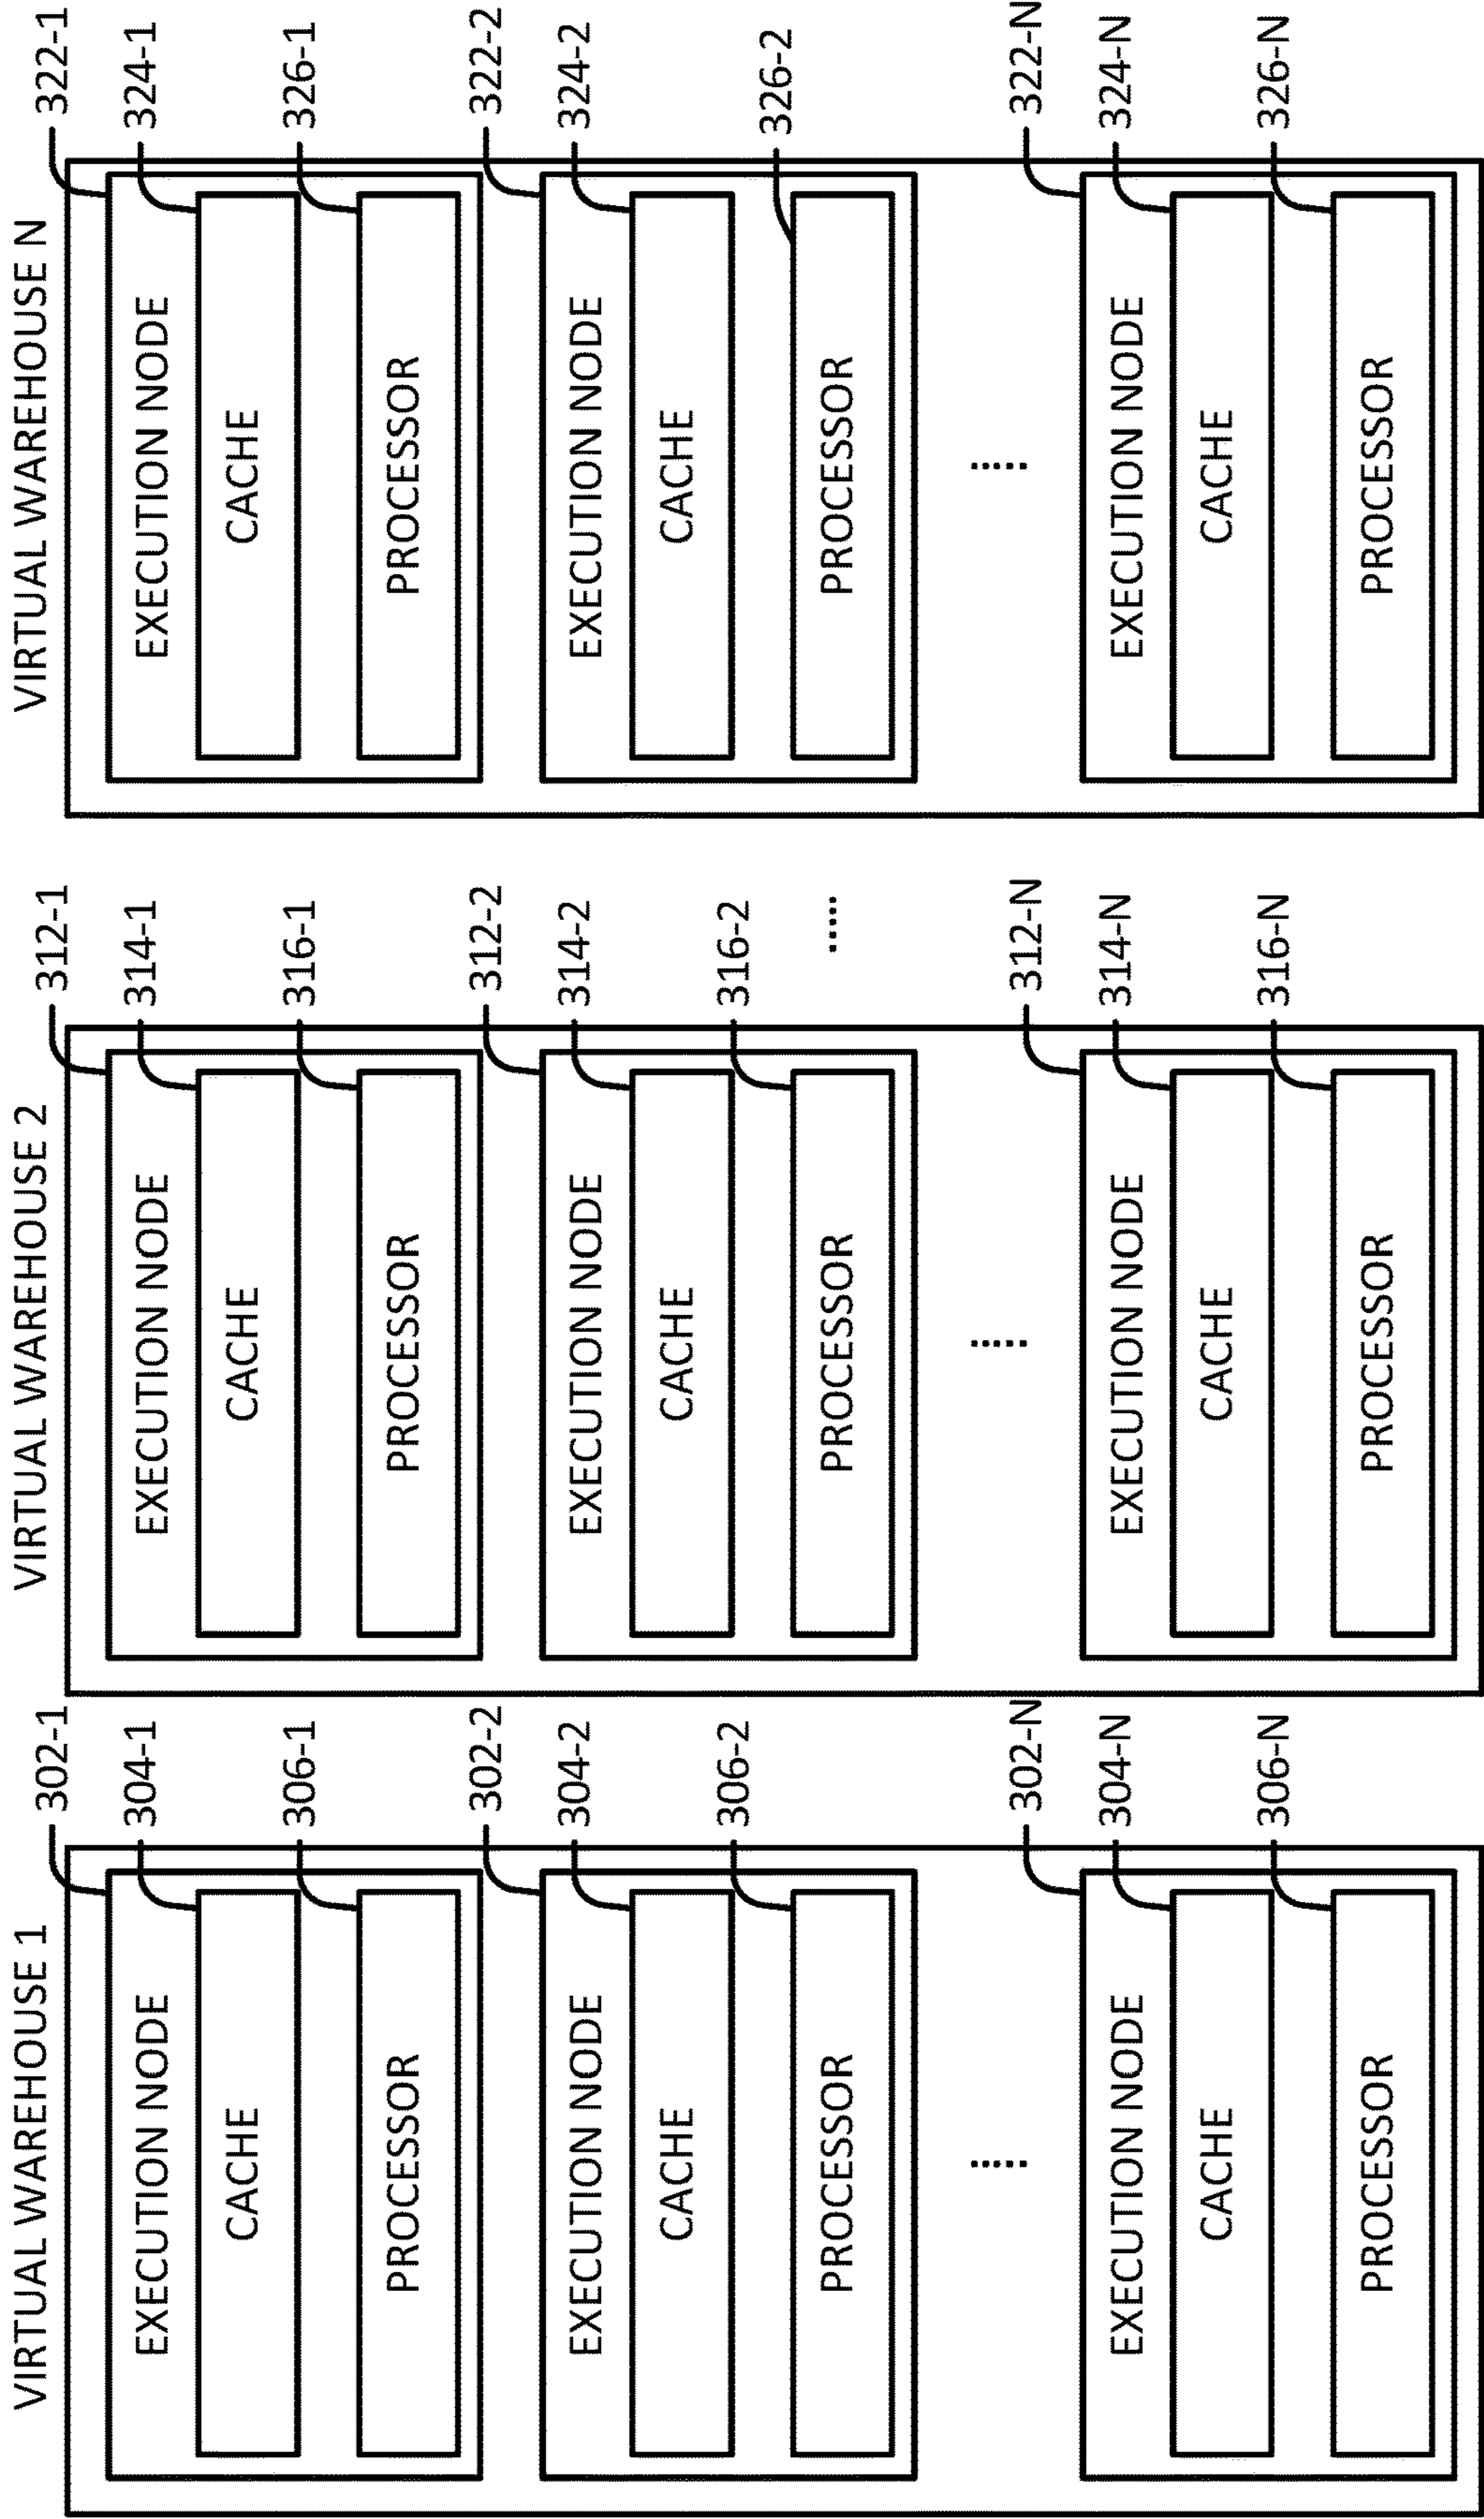 VIRTUAL WAREHOUSE 1
302-1
EXECUTION NODE
304-1
CACHE
306-1
PROCESSOR
302-2
EXECUTION NODE
304-2
CACHE
306-2
PROCESSOR
.....
302-N
EXECUTION NODE
304-N
CACHE
306-N
PROCESSOR
VIRTUAL WAREHOUSE 2
312-1
EXECUTION NODE
314-1
CACHE
316-1
PROCESSOR
312-2
EXECUTION NODE
314-2
CACHE
316-2
PROCESSOR
.....
312-N
EXECUTION NODE
314-N
CACHE
316-N
PROCESSOR
.....
VIRTUAL WAREHOUSE N
322-1
EXECUTION NODE
324-1
CACHE
326-1
PROCESSOR
322-2
EXECUTION NODE
324-2
CACHE
326-2
PROCESSOR
.....
322-N
EXECUTION NODE
324-N
CACHE
326-N
PROCESSOR